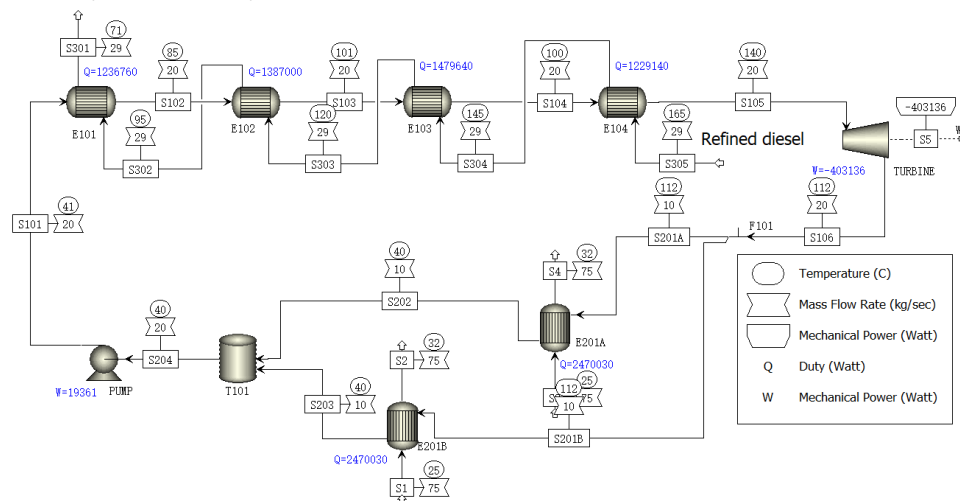 71
S301
29
Q=1236760
E101
85
20
S102
95
29
S302
Q=1387000
E102
101
20
S103
120
29
S303
Q=1479640
E103
100
20
S104
145
29
S304
Q=1229140
E104
140
20
S105
165
29
S305
Refined diesel
-403136
S5
W
TURBINE
W=-403136
41
S101
20
112
10
S201A
F101
112
20
S106
40
10
S202
32
S4
75
E201A
Q=2470030
25
75
112
10
S201B
40
20
S204
PUMP
W=19361
T101
32
S2
75
40
S203
10
E201B
Q=2470030
25
S1
75
Temperature (C)
Mass Flow Rate (kg/sec)
Mechanical Power (Watt)
Q Duty (Watt)
W Mechanical Power (Watt)